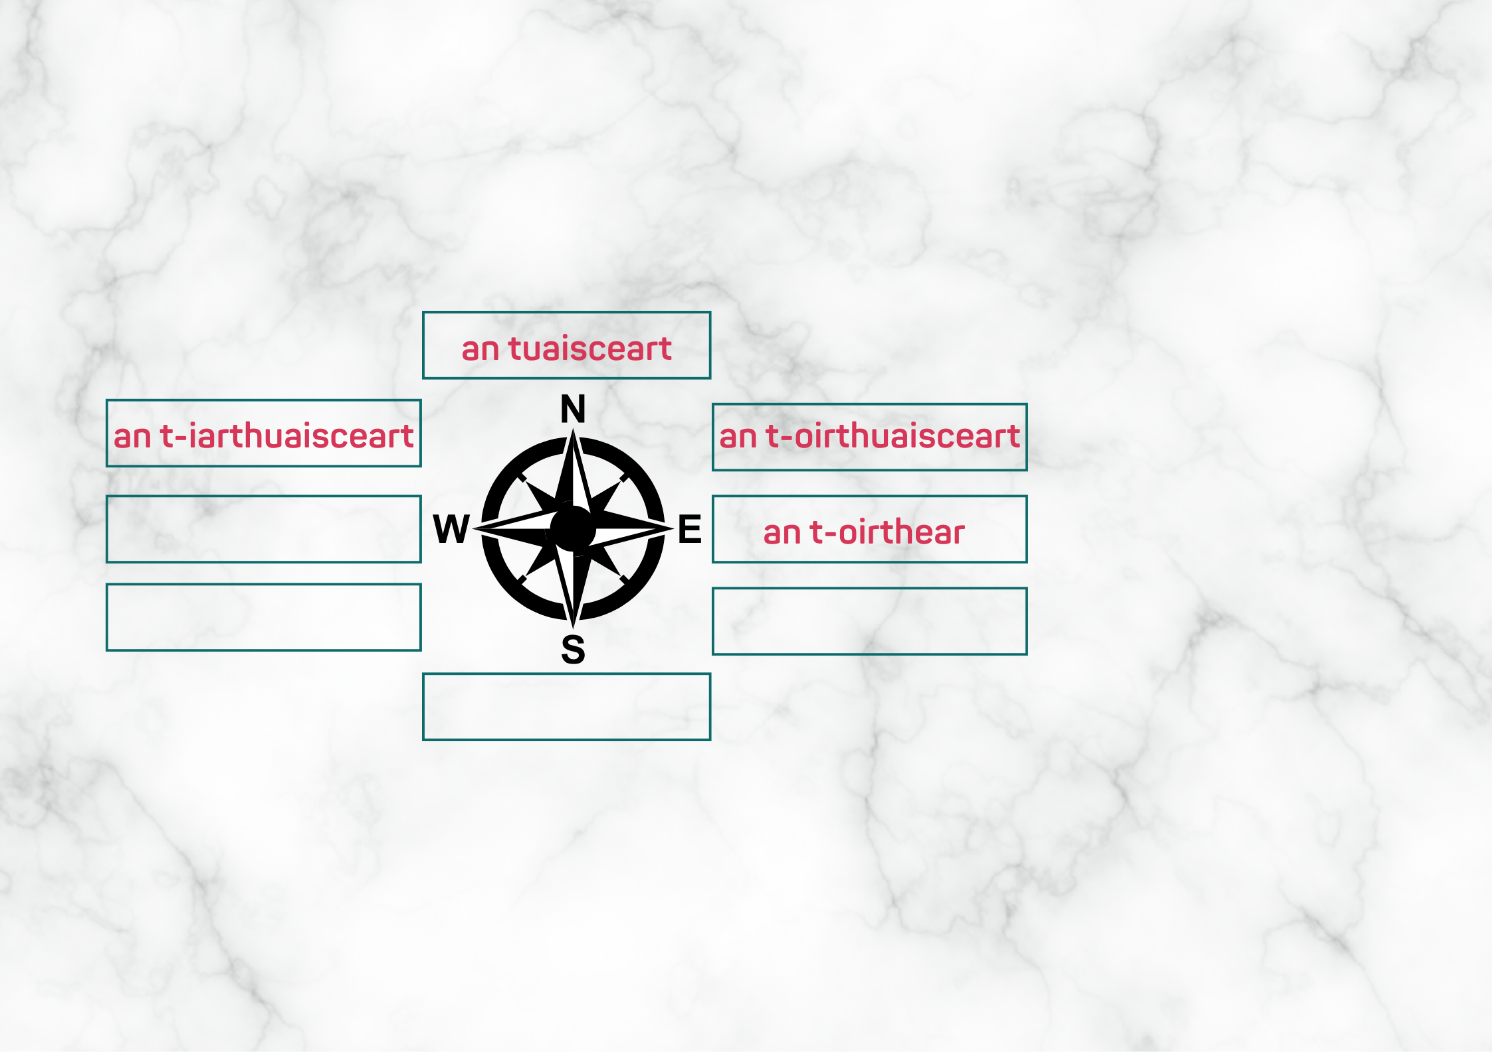 an tuaisceart
N
an t-iarthuaisceart
an t-oirthuaisceart
W
E
an t-oirthear
S